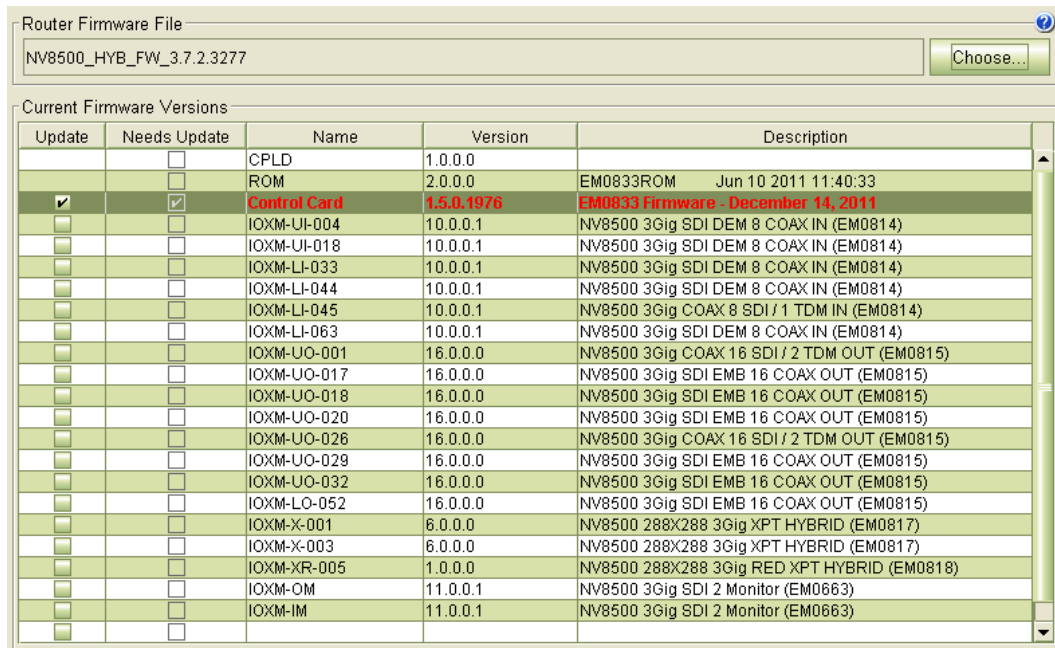 Router Firmware File
?
NV8500_HYB_FW_3.7.2.3277
Choose...
Current Firmware Versions
Update Needs Update Name Version Description
CPLD 1.0.0.0
ROM 2.0.0.0 EM0833ROM Jun 10 2011 11:40:33
Control Card 1.5.0.1976 EM0833 Firmware - December 14, 2011
IOXM-UI-004 10.0.0.1 NV8500 3Gig SDI DEM 8 COAX IN (EM0814)
IOXM-UI-018 10.0.0.1 NV8500 3Gig SDI DEM 8 COAX IN (EM0814)
IOXM-LI-033 10.0.0.1 NV8500 3Gig SDI DEM 8 COAX IN (EM0814)
IOXM-LI-044 10.0.0.1 NV8500 3Gig SDI DEM 8 COAX IN (EM0814)
IOXM-LI-045 10.0.0.1 NV8500 3Gig COAX 8 SDI / 1 TDM IN (EM0814)
IOXM-LI-063 10.0.0.1 NV8500 3Gig SDI DEM 8 COAX IN (EM0814)
IOXM-UO-001 16.0.0.0 NV8500 3Gig COAX 16 SDI / 2 TDM OUT (EM0815)
IOXM-UO-017 16.0.0.0 NV8500 3Gig SDI EMB 16 COAX OUT (EM0815)
IOXM-UO-018 16.0.0.0 NV8500 3Gig SDI EMB 16 COAX OUT (EM0815)
IOXM-UO-020 16.0.0.0 NV8500 3Gig SDI EMB 16 COAX OUT (EM0815)
IOXM-UO-026 16.0.0.0 NV8500 3Gig COAX 16 SDI / 2 TDM OUT (EM0815)
IOXM-UO-029 16.0.0.0 NV8500 3Gig SDI EMB 16 COAX OUT (EM0815)
IOXM-UO-032 16.0.0.0 NV8500 3Gig SDI EMB 16 COAX OUT (EM0815)
IOXM-LO-052 16.0.0.0 NV8500 3Gig SDI EMB 16 COAX OUT (EM0815)
IOXM-X-001 6.0.0.0 NV8500 288X288 3Gig XPT HYBRID (EM0817)
IOXM-X-003 6.0.0.0 NV8500 288X288 3Gig XPT HYBRID (EM0817)
IOXM-XR-005 1.0.0.0 NV8500 288X288 3Gig RED XPT HYBRID (EM0818)
IOXM-OM 11.0.0.1 NV8500 3Gig SDI 2 Monitor (EM0663)
IOXM-IM 11.0.0.1 NV8500 3Gig SDI 2 Monitor (EM0663)